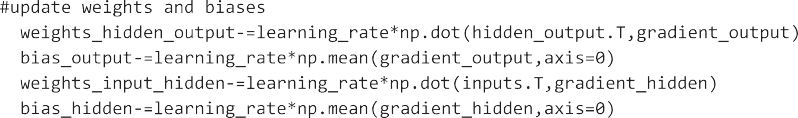 #update weights and biases
weights_hidden_output-=learning_rate*np.dot(hidden_output.T,gradient_output)
bias_output-=learning_rate*np.mean(gradient_output,axis=0)
weights_input_hidden-=learning_rate*np.dot(inputs.T,gradient_hidden)
bias_hidden-=learning_rate*np.mean(gradient_hidden,axis=0)